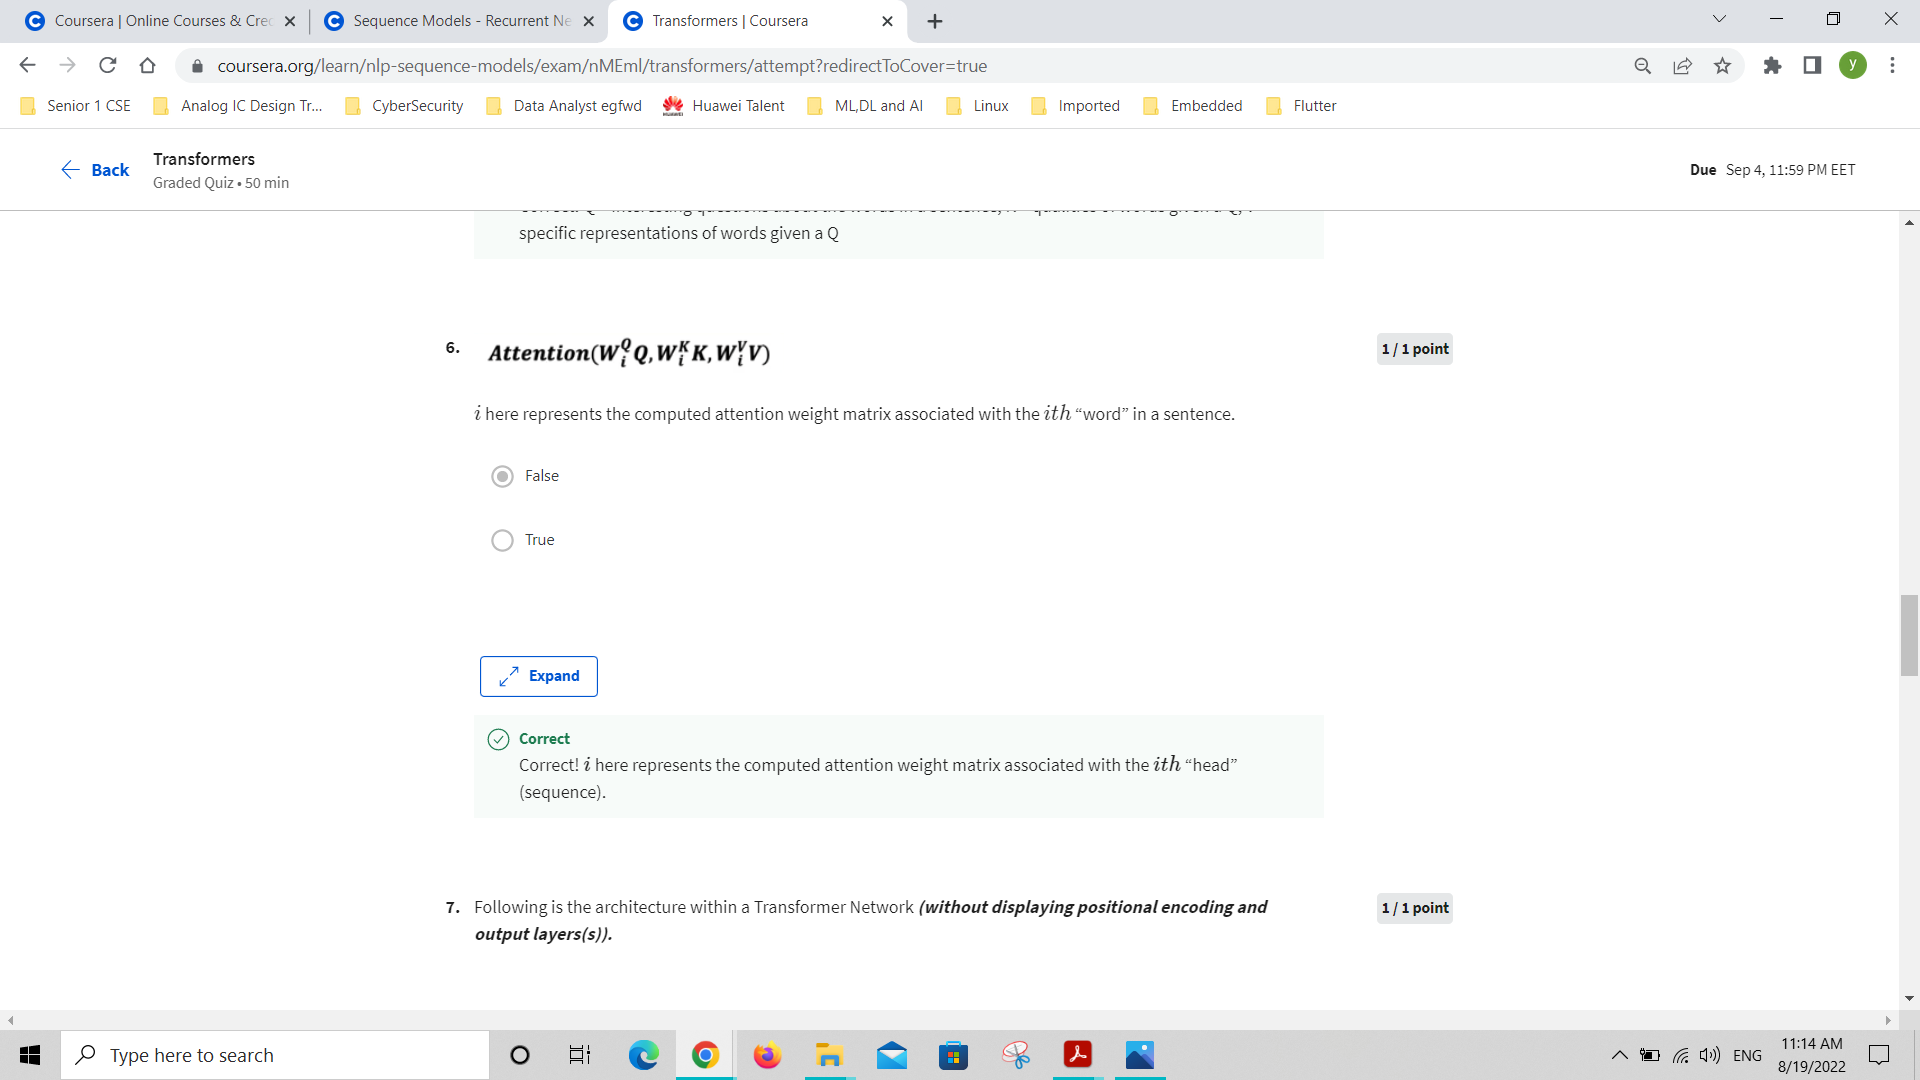 Coursera | Online Courses & Cre
Sequence Models - Recurrent Ne
Transformers | Coursera
coursera.org/learn/nlp-sequence-models/exam/nMEml/transformers/attempt?redirectToCover=true
y
Senior 1 CSE
Analog IC Design Tr...
CyberSecurity
Data Analyst egfwd
HUAWEI
Huawei Talent
ML,DL and AI
Linux
Imported
Embedded
Flutter
Back
Transformers
Graded Quiz • 50 min
Due Sep 4, 11:59 PM EET
specific representations of words given a Q
6. Attention(W_i^Q Q, W_i^K K, W_i^V V)
1 / 1 point
i here represents the computed attention weight matrix associated with the ith “word” in a sentence.
False
True
Expand
Correct
Correct! i here represents the computed attention weight matrix associated with the ith “head”
(sequence).
7. Following is the architecture within a Transformer Network (without displaying positional encoding and
output layers(s)).
1 / 1 point
Type here to search
ENG
11:14 AM
8/19/2022